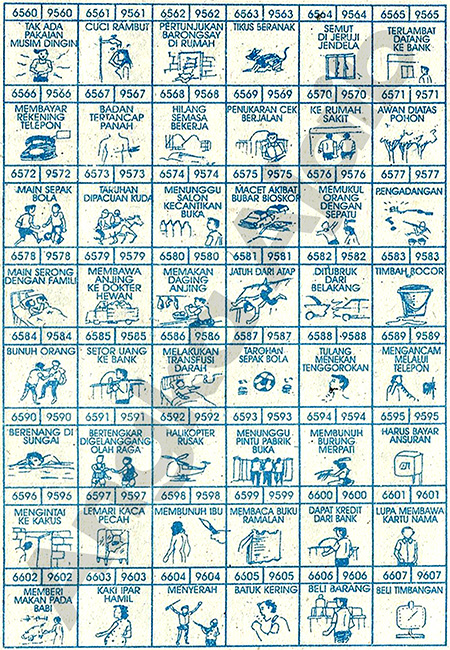 6560 9560 6561 9561 6562 9562 6563 9563 6564 9564 6565 9565
TAK ADA
PAKAIAN
MUSIM DINGIN
CUCI RAMBUT
PERTUNJUKAN
BARONGSAY
DI RUMAH
TIKUS BERANAK
SEMUT
DI JERUJI
JENDELA
TERLAMBAT
DATANG
KE BANK
6566 9566 6567 9567 6568 9568 6569 9569 6570 9570 6571 9571
MEMBAYAR
REKENING
TELEPON
BADAN
TERTANCAP
PANAH
HILANG
SEMASA
BEKERJA
PENUKARAN CEK
BERJALAN
KE RUMAH
SAKIT
AWAN DIATAS
POHON
6572 9572 6573 9573 6574 9574 6575 9575 6576 9576 6577 9577
MAIN SEPAK
BOLA
TARUHAN
DIPACUAN KUDA
MENUNGGU
SALON
KECANTIKAN
BUKA
MACET AKIBAT
BUBAR BIOSKOP
MEMUKUL
ORANG
DENGAN
SEPATU
PENGADANGAN
6578 9578 6579 9579 6580 9580 6581 9581 6582 9582 6583 9583
MAIN SERONG
DENGAN FAMILI
MEMBAWA
ANJING
KE DOKTER
HEWAN
MEMAKAN
DAGING
ANJING
JATUH DARI ATAP
DITUBRUK
DARI
BELAKANG
TIMBAH BOCOR
6584 9584 6585 9585 6586 9586 6587 9587 6588 9588 6589 9589
BUNUH ORANG
SETOR UANG
KE BANK
MELAKUKAN
TRANSFUSI
DARAH
TAROHAN
SEPAK BOLA
TULANG
MENEKAN
TENGGOROKAN
MENGANCAM
MELALUI
TELEPON
6590 9590 6591 9591 6592 9592 6593 9593 6594 9594 6595 9595
BERENANG DI
SUNGAI
BERTENGKAR
DIGELANGGANG
OLAH RAGA
HALIKOPTER
RUSAK
MENUNGGU
PINTU PABRIK
BUKA
MEMBUNUH
BURUNG
MERPATI
HARUS BAYAR
ANSURAN
6596 9596 6597 9597 6598 9598 6599 9599 6600 9600 6601 9601
MENGINTAI
KE KAKUS
LEMARI KACA
PECAH
MEMBUNUH IBU
MEMBACA BUKU
RAMALAN
DAPAT KREDIT
DARI BANK
LUPA MEMBAWA
KARTU NAMA
6602 9602 6603 9603 6604 9604 6605 9605 6606 9606 6607 9607
MEMBERI
MAKAN PADA
BABI
KAKI IPAR
HAMIL
MENYERAH
BATUK KERING
BELI BARANG
BELI TIMBANGAN